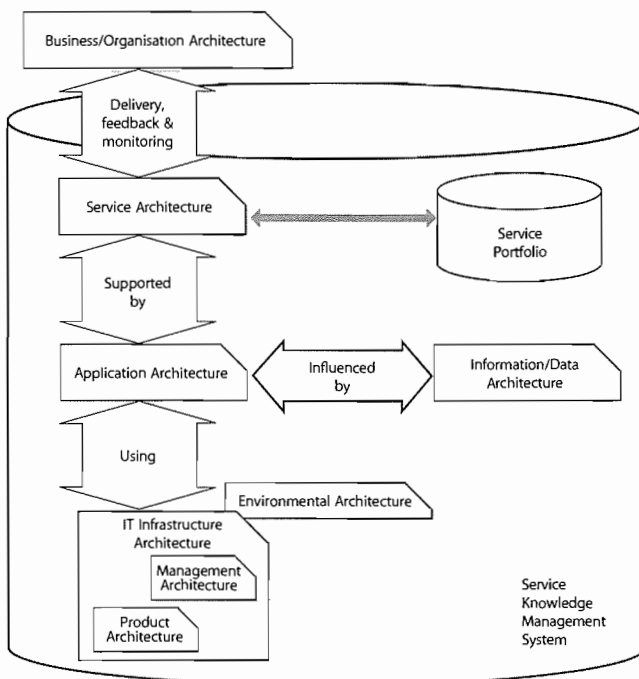 Business/Organisation Architecture
Delivery,
feedback &
monitoring
Service Architecture
Service
Portfolio
Supported
by
Application Architecture
Influenced
by
Information/Data
Architecture
Using
Environmental Architecture
IT Infrastructure
Architecture
Management
Architecture
Product
Architecture
Service
Knowledge
Management
System